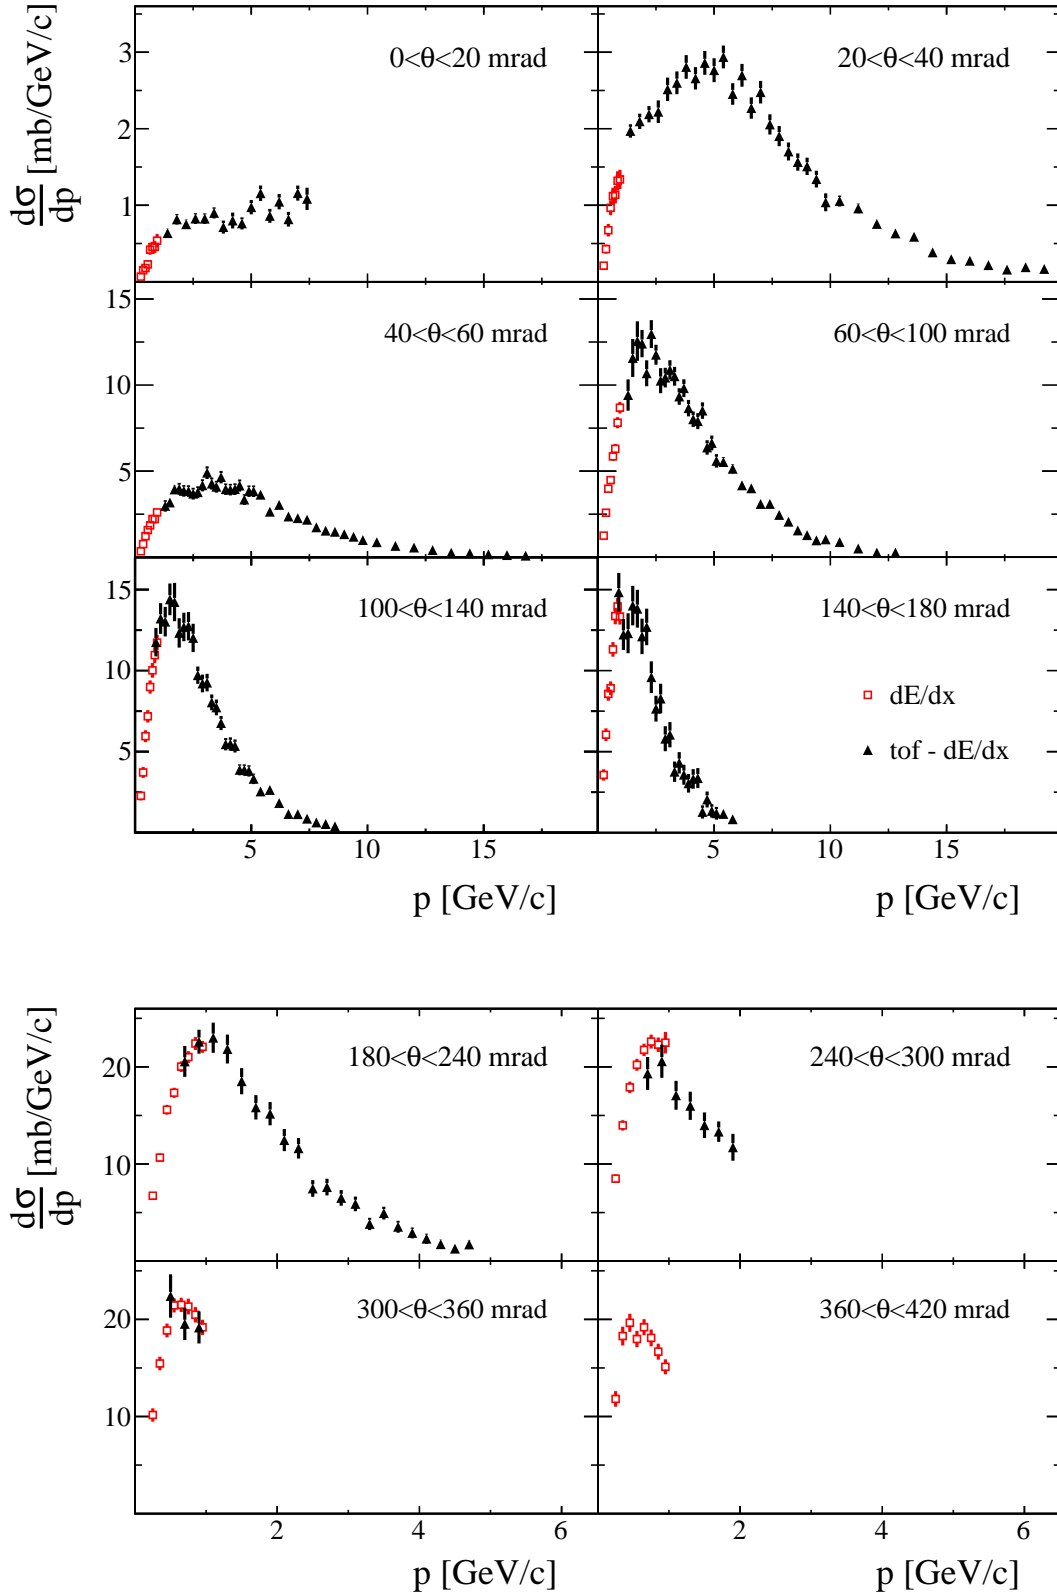 dσ/dp [mb/GeV/c]
0<θ<20 mrad
20<θ<40 mrad
3
2
1
40<θ<60 mrad
60<θ<100 mrad
15
10
5
100<θ<140 mrad
140<θ<180 mrad
15
10
5
dE/dx
tof - dE/dx
5 10 15
5 10 15
p [GeV/c]
p [GeV/c]
dσ/dp [mb/GeV/c]
180<θ<240 mrad
240<θ<300 mrad
20
10
300<θ<360 mrad
360<θ<420 mrad
20
10
2 4 6
2 4 6
p [GeV/c]
p [GeV/c]